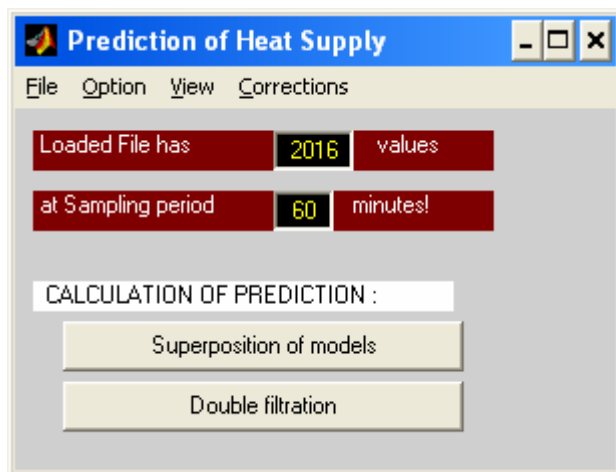 Prediction of Heat Supply
File Option View Corrections
Loaded File has 2016 values
at Sampling period 60 minutes!
CALCULATION OF PREDICTION :
Superposition of models
Double filtration